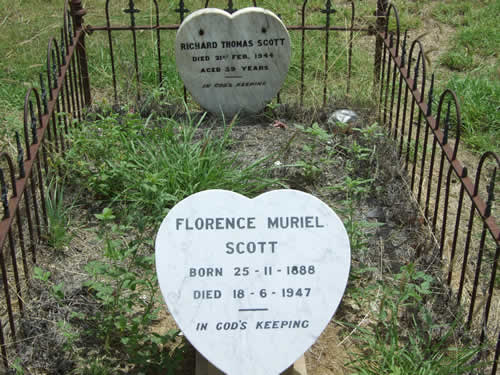 RICHARD THOMAS SCOTT
DIED 21ST FEB. 1944
AGED 59 YEARS
IN GOD'S KEEPING
FLORENCE MURIEL
SCOTT
BORN 25-11-1888
DIED 18-6-1947
IN GOD'S KEEPING